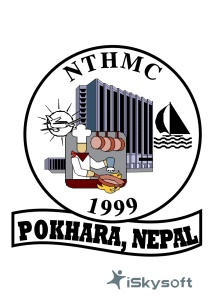 NTHMC
1999
POKHARA, NEPAL
iSkysoft